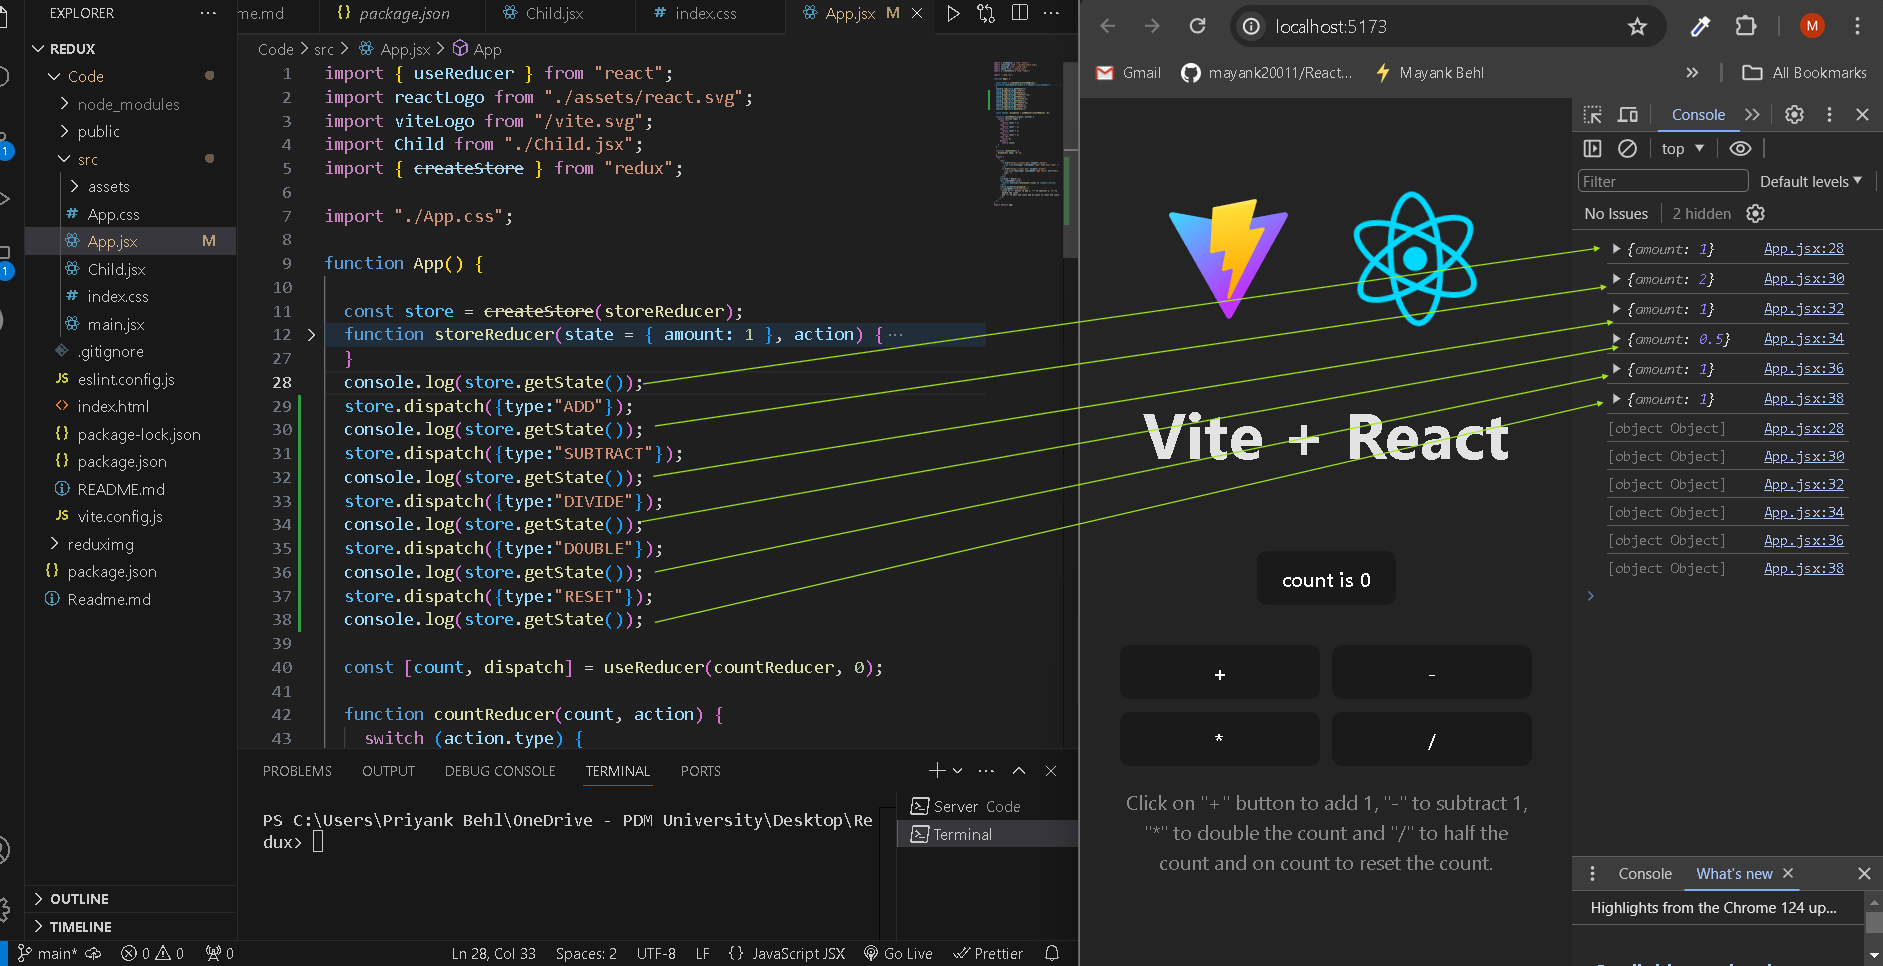 EXPLORER ···
REDUX
Code
node_modules
public
src
assets
# App.css
App.jsx M
Child.jsx
# index.css
main.jsx
.gitignore
JS eslint.config.js
<> index.html
{} package-lock.json
{} package.json
README.md
JS vite.config.js
reduximg
{} package.json
Readme.md
OUTLINE
TIMELINE
1
1
me.md
{} package.json
Child.jsx
# index.css
App.jsx M
Code > src > App.jsx > App
1 import { useReducer } from "react";
2 import reactLogo from "./assets/react.svg";
3 import viteLogo from "/vite.svg";
4 import Child from "./Child.jsx";
5 import { createStore } from "redux";
6
7 import "./App.css";
8
9 function App() {
10
11 const store = createStore(storeReducer);
12 function storeReducer(state = { amount: 1 }, action) {···
27 }
28 console.log(store.getState());
29 store.dispatch({type:"ADD"});
30 console.log(store.getState());
31 store.dispatch({type:"SUBTRACT"});
32 console.log(store.getState());
33 store.dispatch({type:"DIVIDE"});
34 console.log(store.getState());
35 store.dispatch({type:"DOUBLE"});
36 console.log(store.getState());
37 store.dispatch({type:"RESET"});
38 console.log(store.getState());
39
40 const [count, dispatch] = useReducer(countReducer, 0);
41
42 function countReducer(count, action) {
43 switch (action.type) {
PROBLEMS OUTPUT DEBUG CONSOLE TERMINAL PORTS
PS C:\Users\Priyank Behl\OneDrive - PDM University\Desktop\Re
dux>
Server Code
Terminal
main* 0 0 0 Ln 28, Col 33 Spaces: 2 UTF-8 LF {} JavaScript JSX Go Live Prettier
localhost:5173
M
Gmail mayank20011/React... Mayank Behl » All Bookmarks
Vite + React
count is 0
+ -
* /
Click on "+" button to add 1, "-" to subtract 1,
"*" to double the count and "/" to half the
count and on count to reset the count.
Console
top
Filter Default levels
No Issues 2 hidden
{amount: 1} App.jsx:28
{amount: 2} App.jsx:30
{amount: 1} App.jsx:32
{amount: 0.5} App.jsx:34
{amount: 1} App.jsx:36
{amount: 1} App.jsx:38
[object Object] App.jsx:28
[object Object] App.jsx:30
[object Object] App.jsx:32
[object Object] App.jsx:34
[object Object] App.jsx:36
[object Object] App.jsx:38
Console What's new
Highlights from the Chrome 124 up...